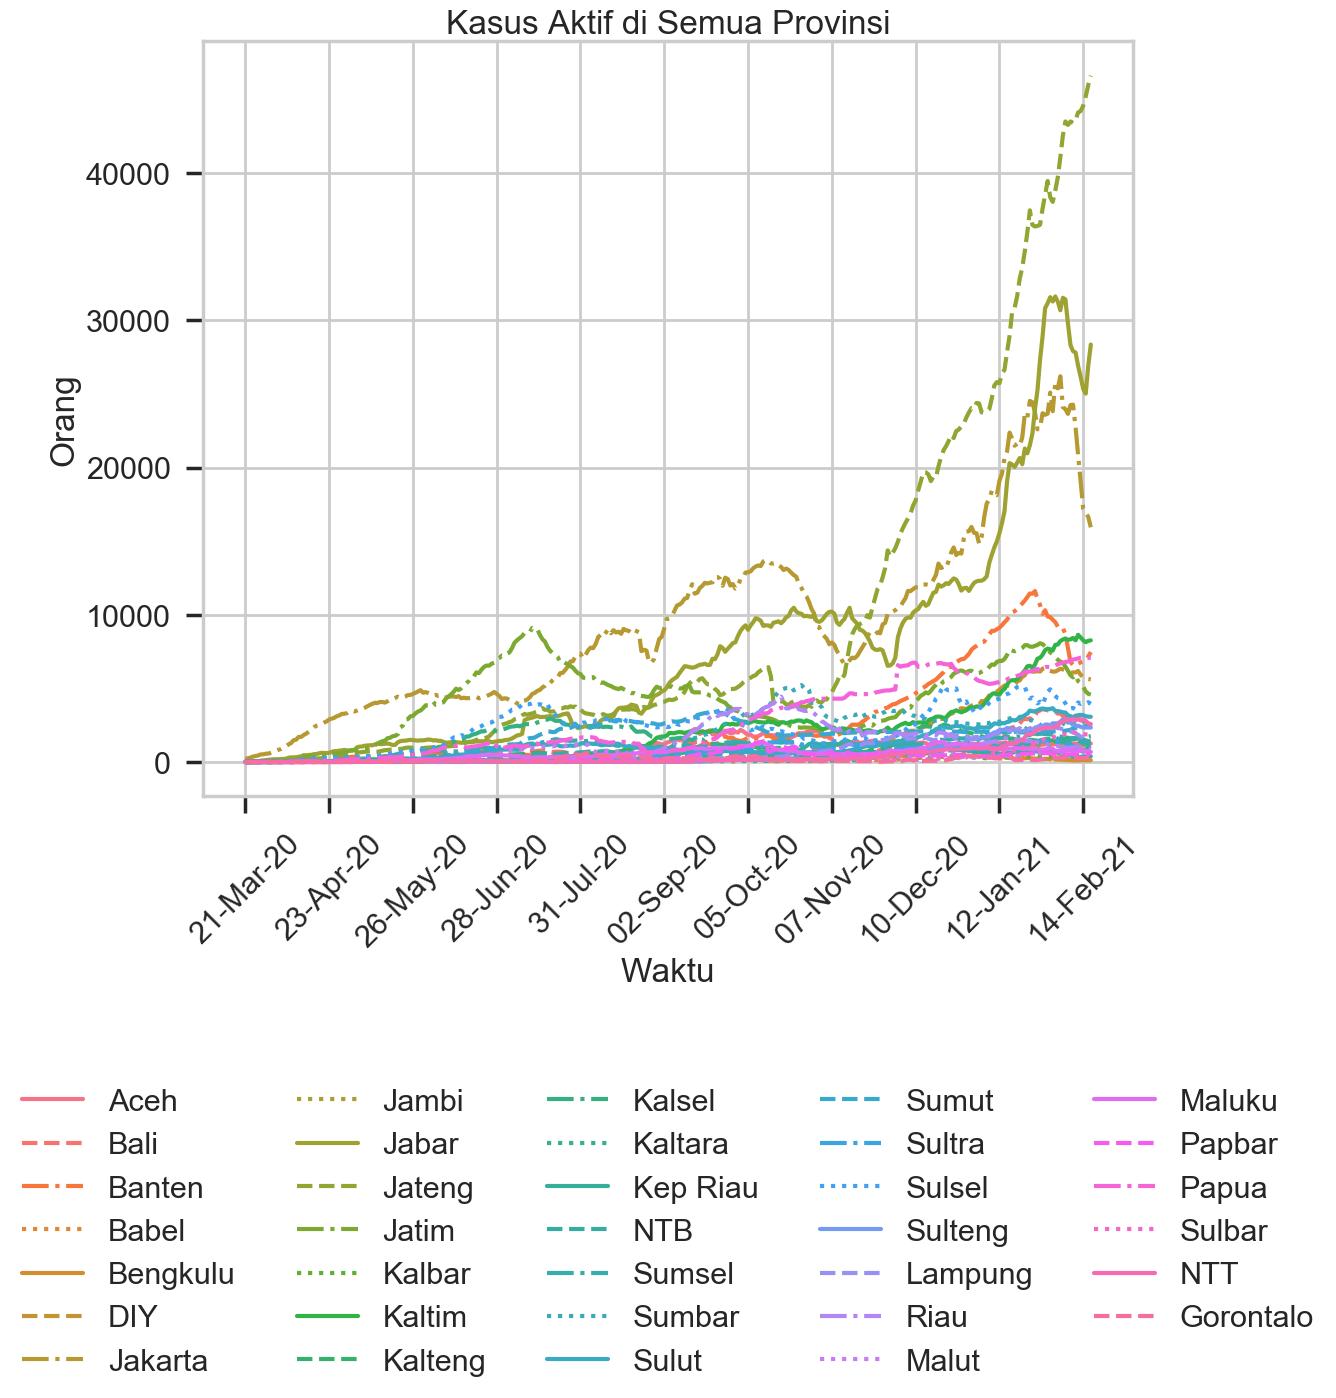 Kasus Aktif di Semua Provinsi
40000
30000
20000
10000
0
Orang
21-Mar-20
23-Apr-20
26-May-20
28-Jun-20
31-Jul-20
02-Sep-20
05-Oct-20
07-Nov-20
10-Dec-20
12-Jan-21
14-Feb-21
Waktu
Aceh
Bali
Banten
Babel
Bengkulu
DIY
Jakarta
Jambi
Jabar
Jateng
Jatim
Kalbar
Kaltim
Kalteng
Kalsel
Kaltara
Kep Riau
NTB
Sumsel
Sumbar
Sulut
Sumut
Sultra
Sulsel
Sulteng
Lampung
Riau
Malut
Maluku
Papbar
Papua
Sulbar
NTT
Gorontalo